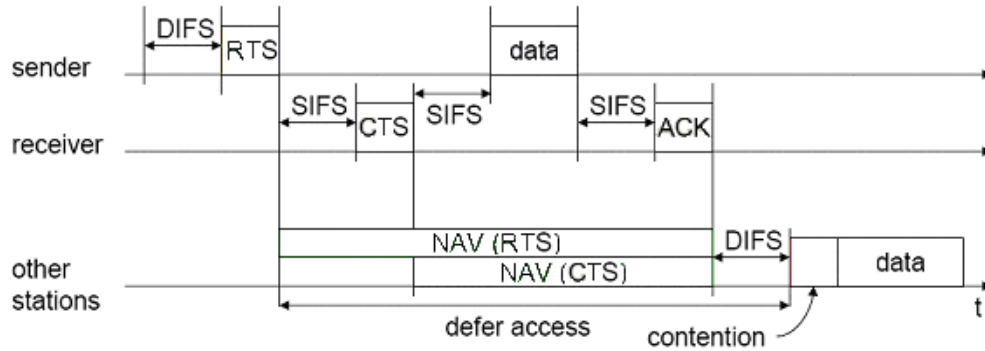 DIFS
RTS
data
sender
SIFS
SIFS
SIFS
CTS
ACK
receiver
NAV (RTS)
DIFS
NAV (CTS)
data
other
stations
t
defer access
contention